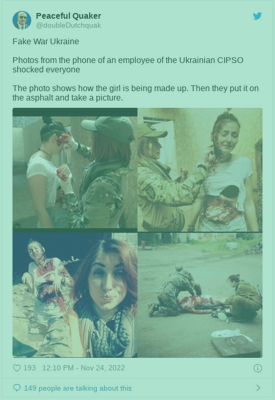 Peaceful Quaker
@doubleDutchquak
Fake War Ukraine
Photos from the phone of an employee of the Ukrainian CIPSO
shocked everyone
The photo shows how the girl is being made up. Then they put it on
the asphalt and take a picture.
193 12:10 PM - Nov 24, 2022
149 people are talking about this